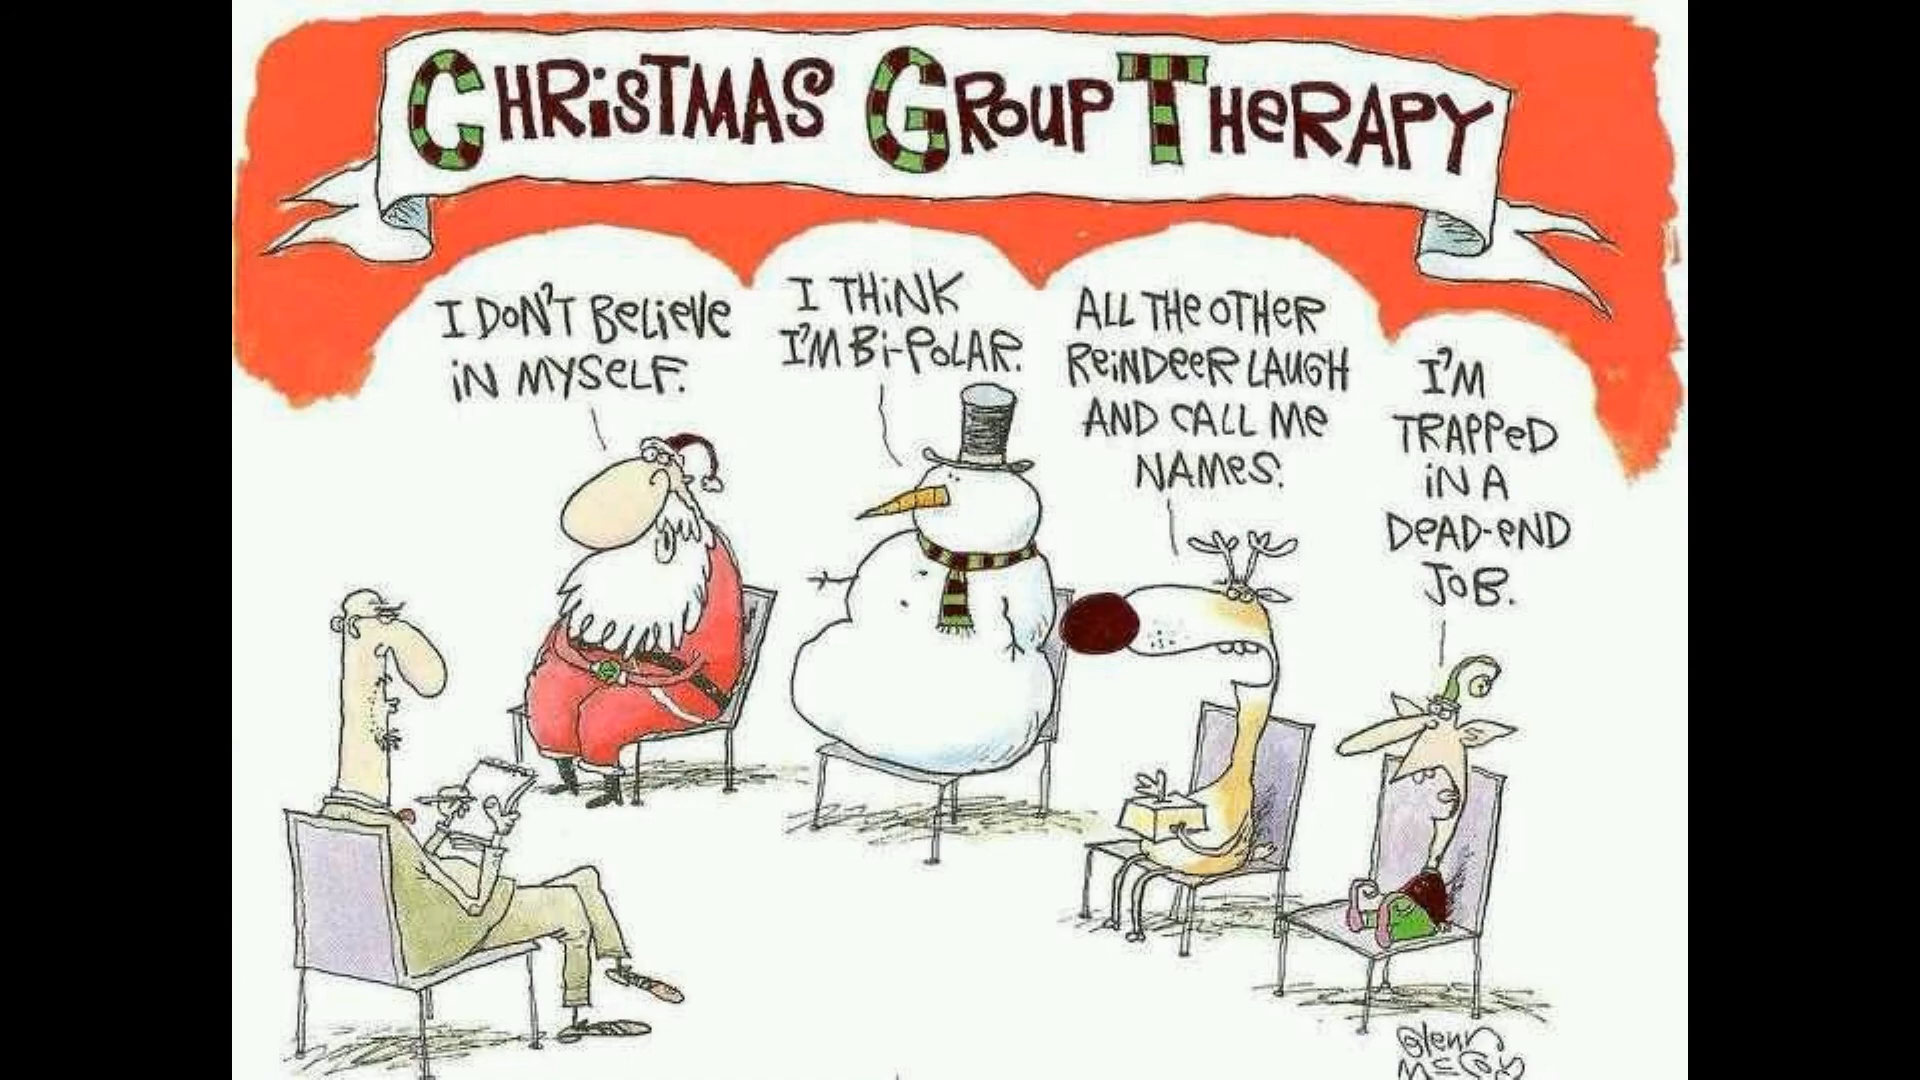 CHRiSTMAS GROUP THeRAPY
I DON'T BeLieVe
iN MYSeLF.
I THiNK
I'M Bi-POLAR.
ALL THe OTHeR
ReiNDeeR LAUGH
AND CALL Me
NAMeS.
I'M
TRAPPeD
iN A
DeAD-eND
JOB.
Glenn
McCoy